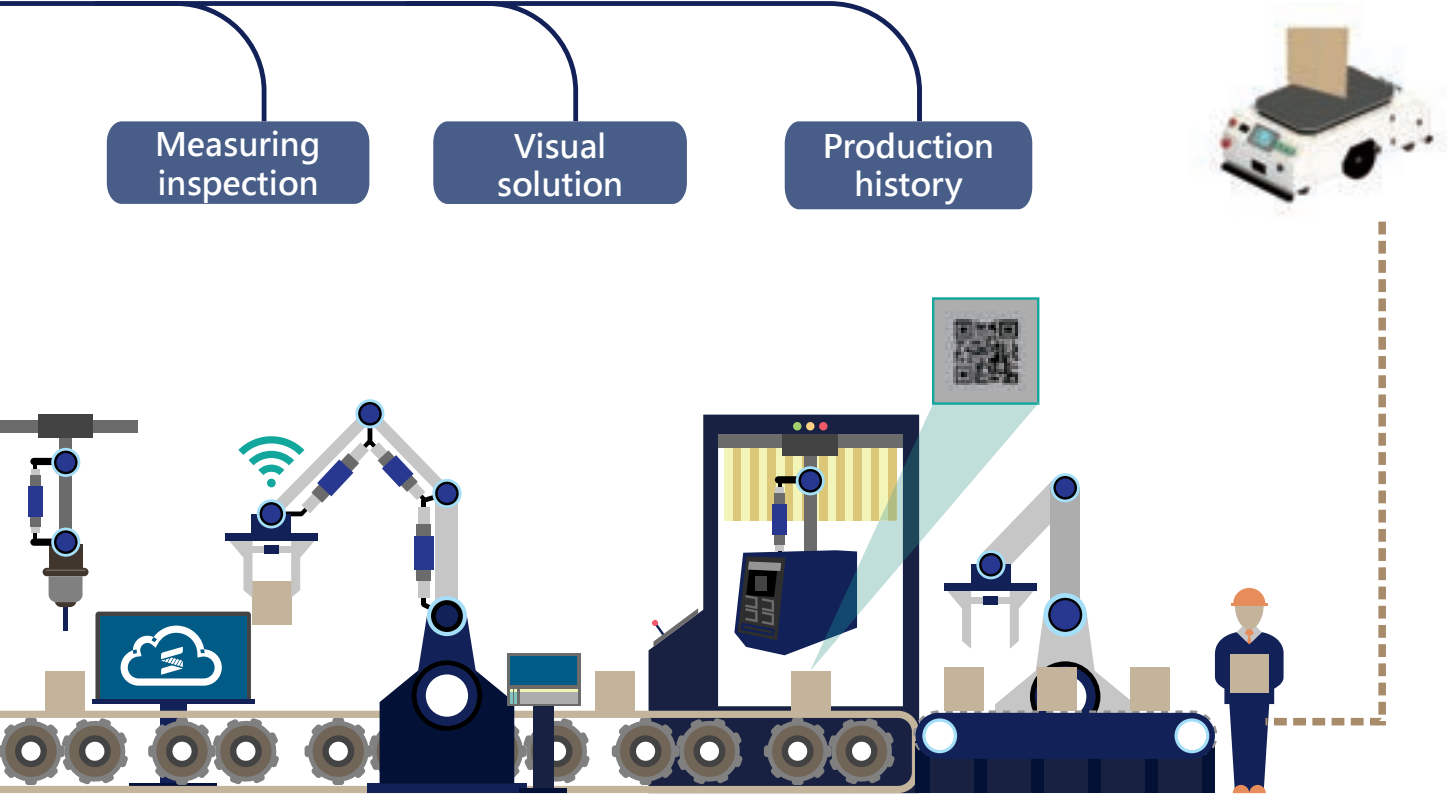 Measuring
inspection
Visual
solution
Production
history